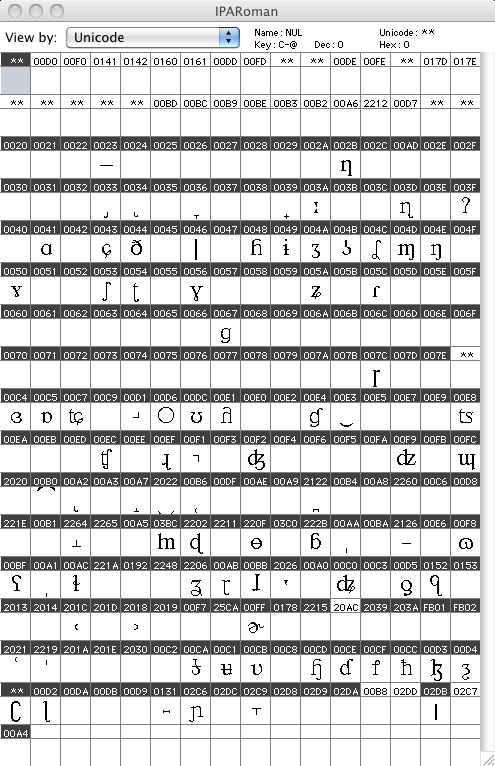 IPARoman
View by: Unicode Name: NUL Unicode: **
Key: C-@ Dec: 0 Hex: 0
** 00D0 00F0 0141 0142 0160 0161 00DD 00FD ** ** 00DE 00FE ** 017D 017E
** ** ** ** ** 00BD 00BC 00B9 00BE 00B3 00B2 00A6 2212 00D7 ** **
0020 0021 0022 0023 0024 0025 0026 0027 0028 0029 002A 002B 002C 00AD 002E 002F
– ƞ
0030 0031 0032 0033 0034 0035 0036 0037 0038 0039 003A 003B 003C 003D 003E 003F
ɪ ɳ ʔ
0040 0041 0042 0043 0044 0045 0046 0047 0048 0049 004A 004B 004C 004D 004E 004F
ɑ ç ð | ɦ ɨ ʒ ʖ ʆ ɱ ŋ
0050 0051 0052 0053 0054 0055 0056 0057 0058 0059 005A 005B 005C 005D 005E 005F
ɤ ʃ ʈ ɣ ʑ ɾ
0060 0061 0062 0063 0064 0065 0066 0067 0068 0069 006A 006B 006C 006D 006E 006F
ɡ
0070 0071 0072 0073 0074 0075 0076 0077 0078 0079 007A 007B 007C 007D 007E **
ɼ
00C4 00C5 00C7 00C9 00D1 00D6 00DC 00E1 00E0 00E2 00E4 00E3 00E5 00E7 00E9 00E8
ɞ ɒ ʨ ˩ ◯ ʊ ɠ ‿ ʦ
00EA 00EB 00ED 00EC 00EE 00EF 00F1 00F3 00F2 00F4 00F6 00F5 00FA 00F9 00FB 00FC
ʧ ɻ ʤ ʣ ɰ
2020 00B0 00A2 00A3 00A7 2022 00B6 00DF 00AE 00A9 2122 00B4 00A8 2260 00C6 00D8
221E 00B1 2264 2265 00A5 03BC 2202 2211 220F 03C0 222B 00AA 00BA 2126 00E6 00F8
ɖ ɵ ɷ
00BF 00A1 00AC 221A 0192 2248 2206 00AB 00BB 2026 00A0 00C0 00C3 00D5 0152 0153
ʕ ɫ ʓ ɽ
2013 2014 201C 201D 2018 2019 00F7 25CA 00FF 0178 2215 20AC 2039 203A FB01 FB02
ɚ
2021 2219 201A 201E 2030 00C2 00CA 00C1 00CB 00C8 00CD 00CE 00CF 00CC 00D3 00D4
ʉ ʋ ɧ ƈ ħ
** 00D2 00DA 00DB 00D9 0131 02C6 02DC 02C9 02D8 02D9 02DA 00B8 02DD 02DB 02C7
ʗ ɲ
00A4